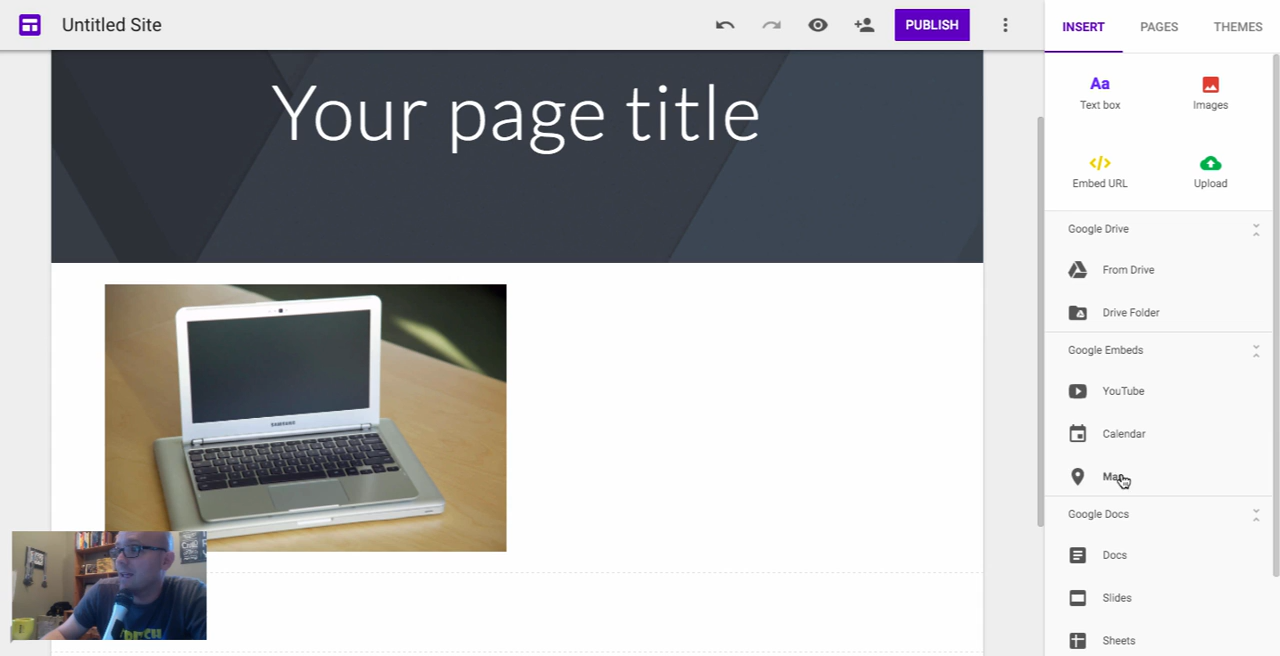 Untitled Site
PUBLISH
INSERT
PAGES
THEMES
Your page title
Aa
Text box
Images
</>
Embed URL
Upload
Google Drive
From Drive
Drive Folder
Google Embeds
YouTube
Calendar
Map
Google Docs
Docs
Slides
Sheets
SAMSUNG